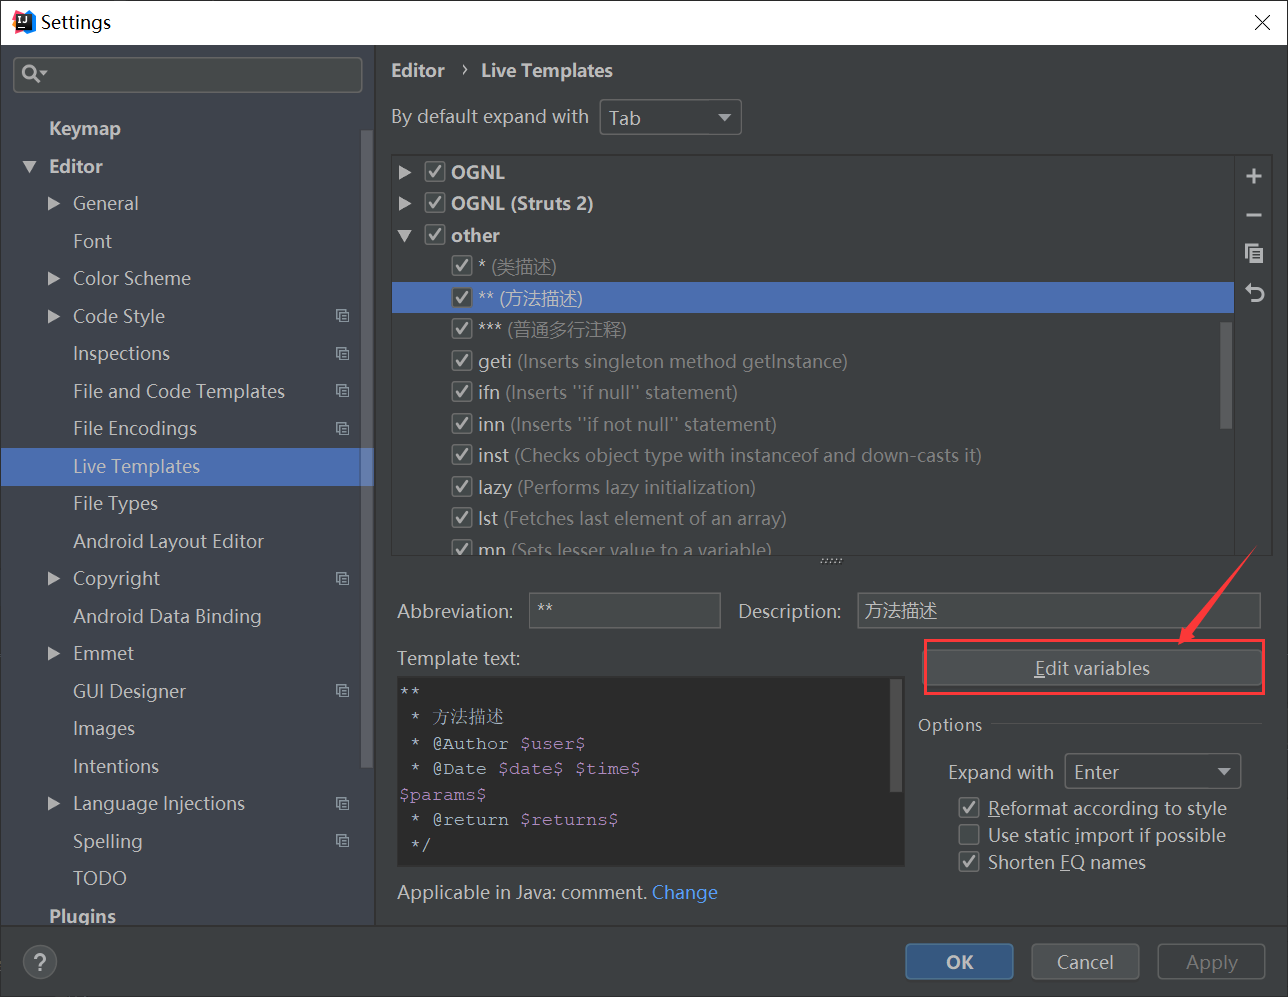 Settings
Editor › Live Templates
By default expand with Tab
Keymap
Editor
General
Font
Color Scheme
Code Style
Inspections
File and Code Templates
File Encodings
Live Templates
File Types
Android Layout Editor
Copyright
Android Data Binding
Emmet
GUI Designer
Images
Intentions
Language Injections
Spelling
TODO
Plugins
OGNL
OGNL (Struts 2)
other
* (类描述)
** (方法描述)
*** (普通多行注释)
geti (Inserts singleton method getInstance)
ifn (Inserts ''if null'' statement)
inn (Inserts ''if not null'' statement)
inst (Checks object type with instanceof and down-casts it)
lazy (Performs lazy initialization)
lst (Fetches last element of an array)
mn (Sets lesser value to a variable)
Abbreviation: ** Description: 方法描述
Template text:
**
* 方法描述
* @Author $user$
* @Date $date$ $time$
$params$
* @return $returns$
*/
Applicable in Java: comment. Change
Edit variables
Options
Expand with Enter
Reformat according to style
Use static import if possible
Shorten EQ names
?
OK Cancel Apply